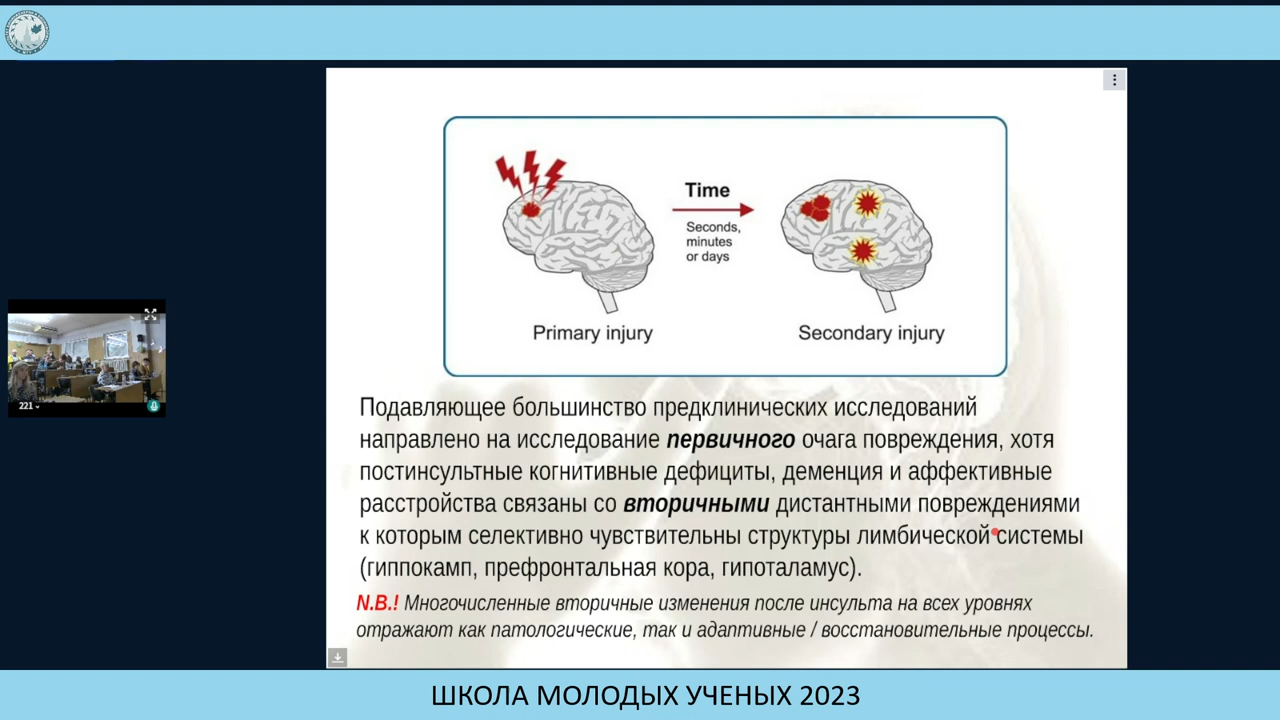 Time
Seconds,
minutes
or days
Primary injury
Secondary injury
Подавляющее большинство предклинических исследований
направлено на исследование первичного очага повреждения, хотя
постинсультные когнитивные дефициты, деменция и аффективные
расстройства связаны со вторичными дистантными повреждениями
к которым селективно чувствительны структуры лимбической системы
(гиппокамп, префронтальная кора, гипоталамус).
N.B.! Многочисленные вторичные изменения после инсульта на всех уровнях
отражают как патологические, так и адаптивные / восстановительные процессы.
221
ШКОЛА МОЛОДЫХ УЧЕНЫХ 2023